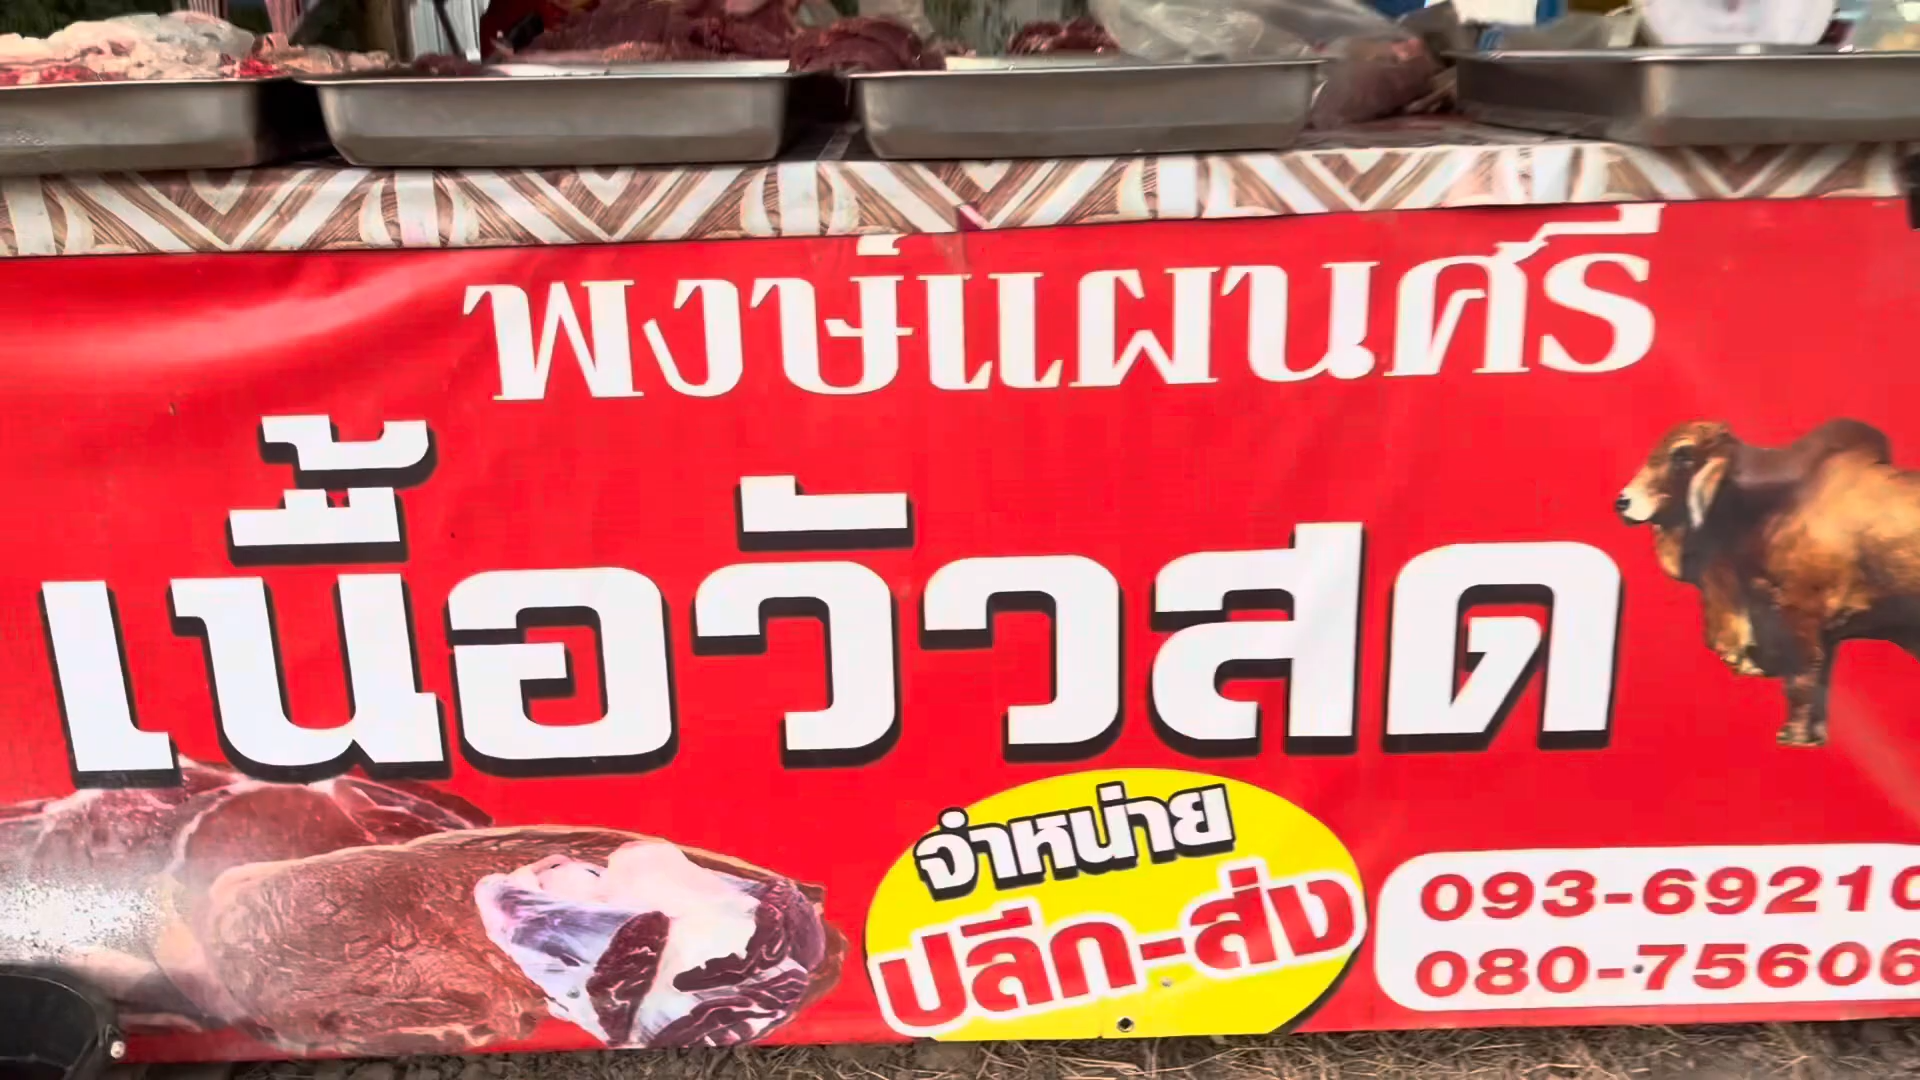 พงษ์แผนศรี
เนื้อวัวสด
จำหน่าย
ปลีก-ส่ง
093-69210
080-75606